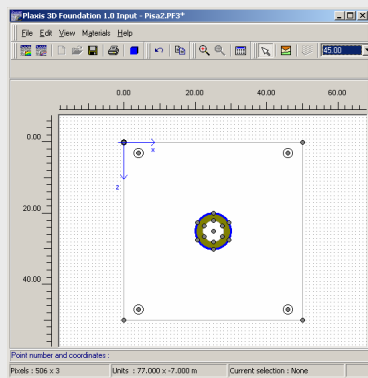 Plaxis 3D Foundation 1.0 Input - Pisa2.PF3*
File Edit View Materials Help
45.00
0.00 20.00 40.00 60.00
0.00
x
z
20.00
40.00
Point number and coordinates :
Pixels : 506 x 3 Units : 77.000 x -7.000 m Current selection : None